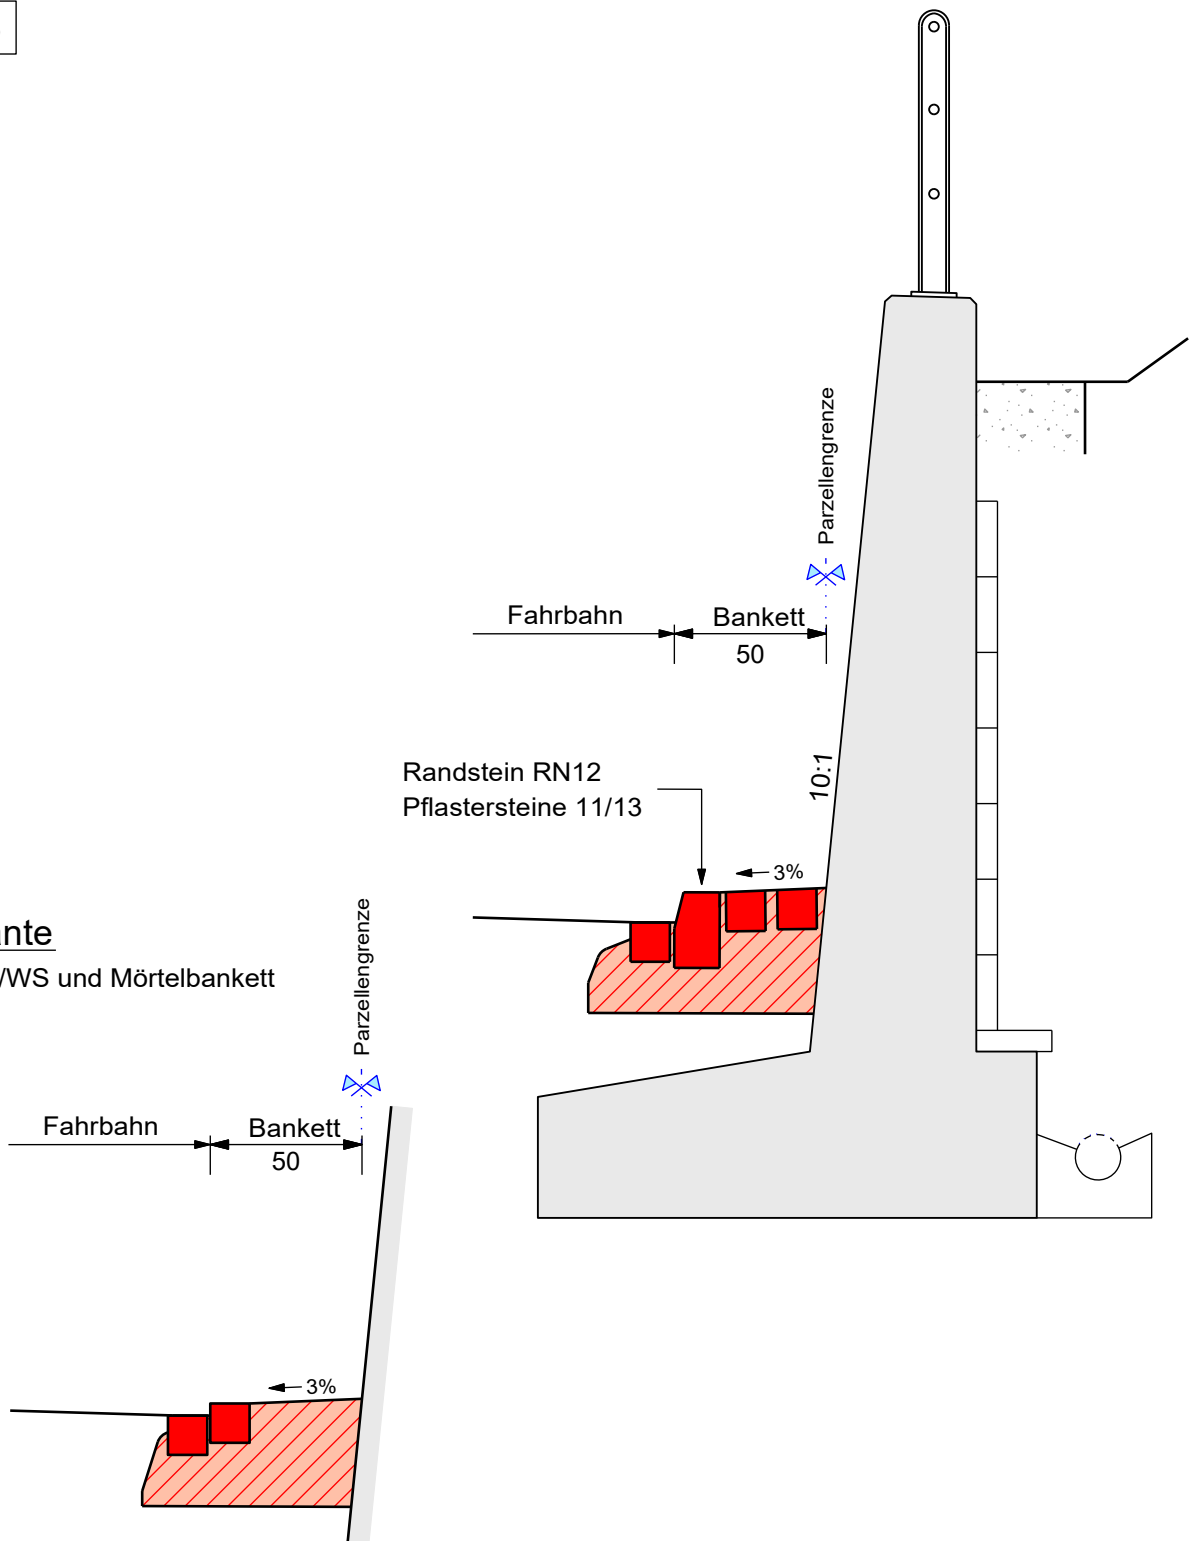 Parzellengrenze
Fahrbahn
Bankett
50
10:1
Randstein RN12
Pflastersteine 11/13
3%
/WS und Mörtelbankett
Parzellengrenze
Fahrbahn
Bankett
50
3%